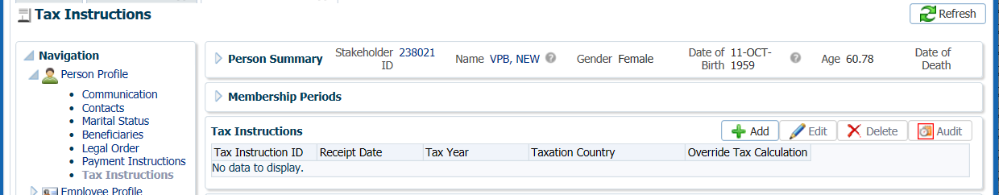 Tax Instructions
Refresh
Navigation
Person Profile
Communication
Contacts
Marital Status
Beneficiaries
Legal Order
Payment Instructions
Tax Instructions
Employee Profile
Person Summary
Stakeholder ID 238021
Name VPB, NEW
Gender Female
Date of Birth 11-OCT-1959
Age 60.78
Date of Death
Membership Periods
Tax Instructions
Add Edit Delete Audit
Tax Instruction ID Receipt Date Tax Year Taxation Country Override Tax Calculation
No data to display.